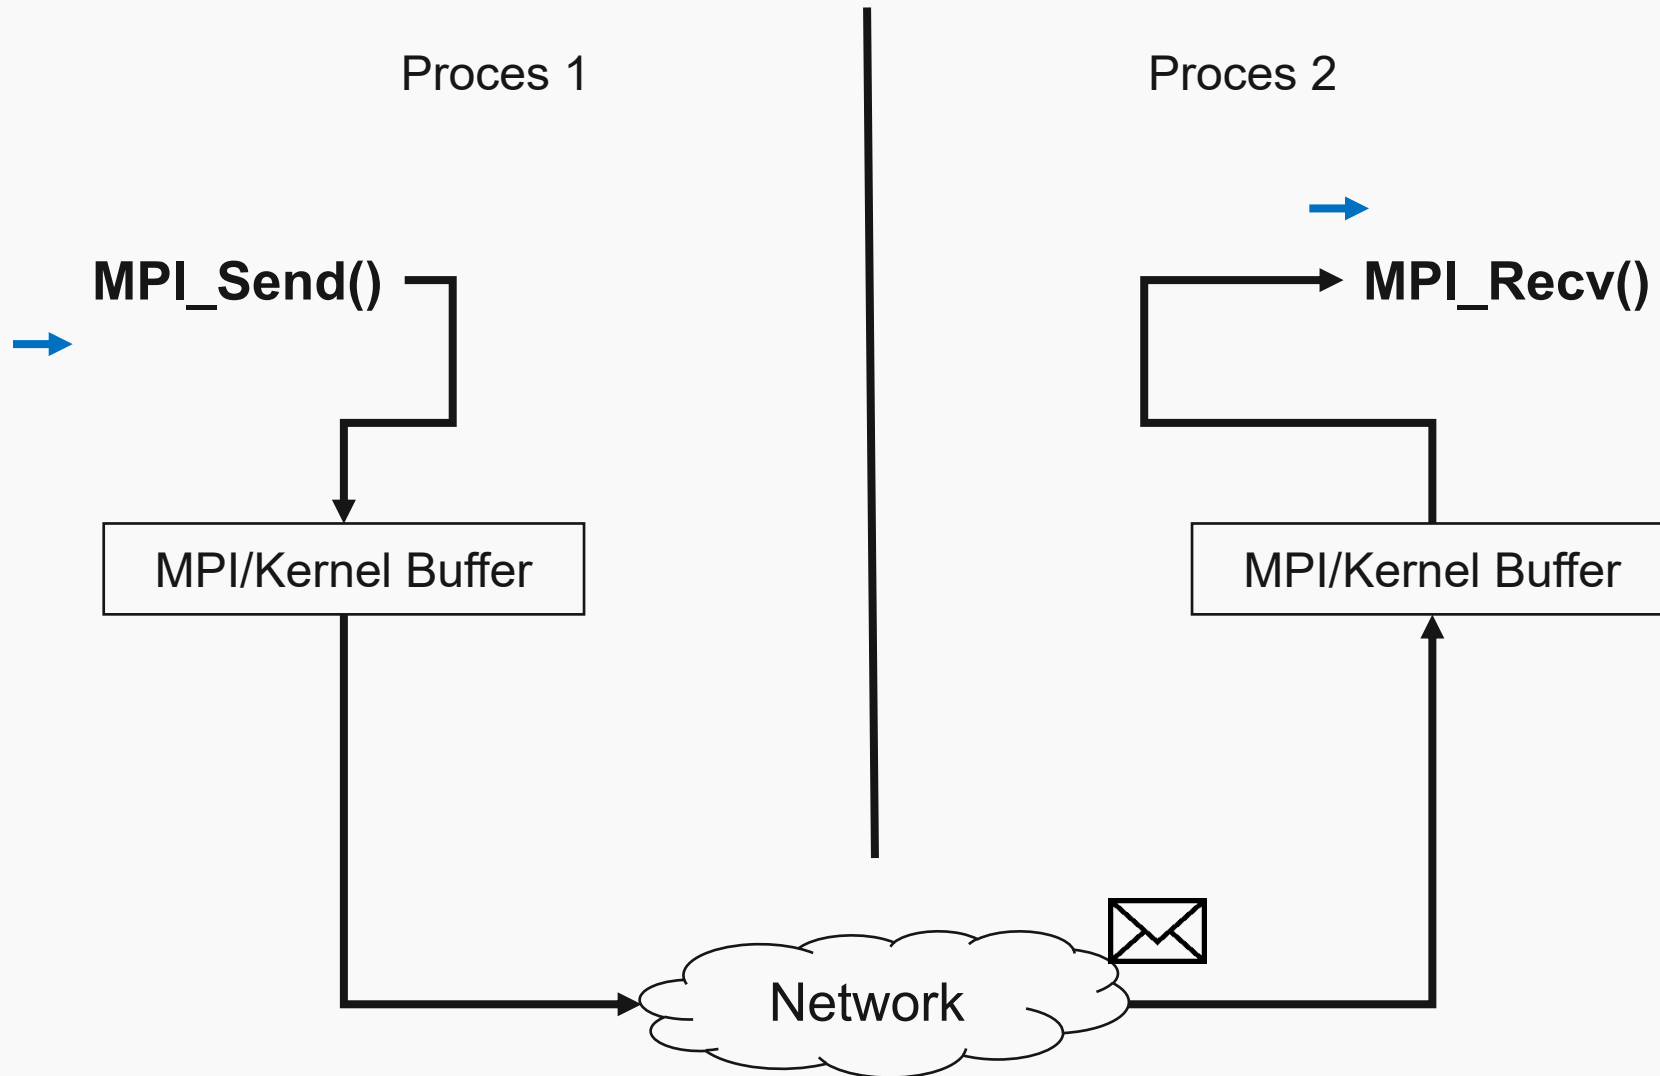 Proces 1
Proces 2
MPI_Send()
MPI_Recv()
MPI/Kernel Buffer
MPI/Kernel Buffer
Network